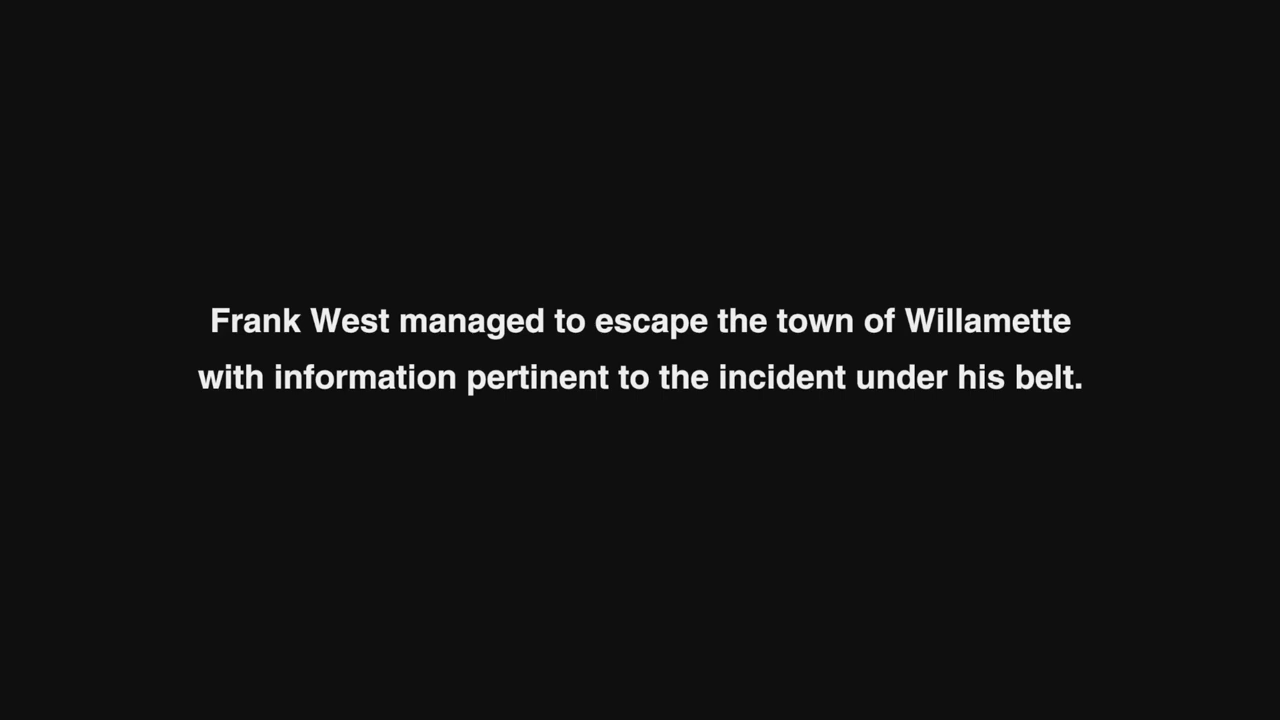 Frank West managed to escape the town of Willamette
with information pertinent to the incident under his belt.